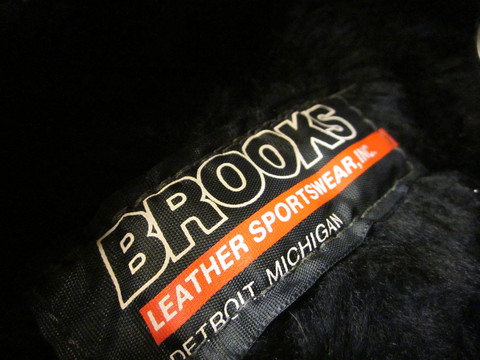 BROOKS
LEATHER SPORTSWEAR, INC.
DETROIT, MICHIGAN